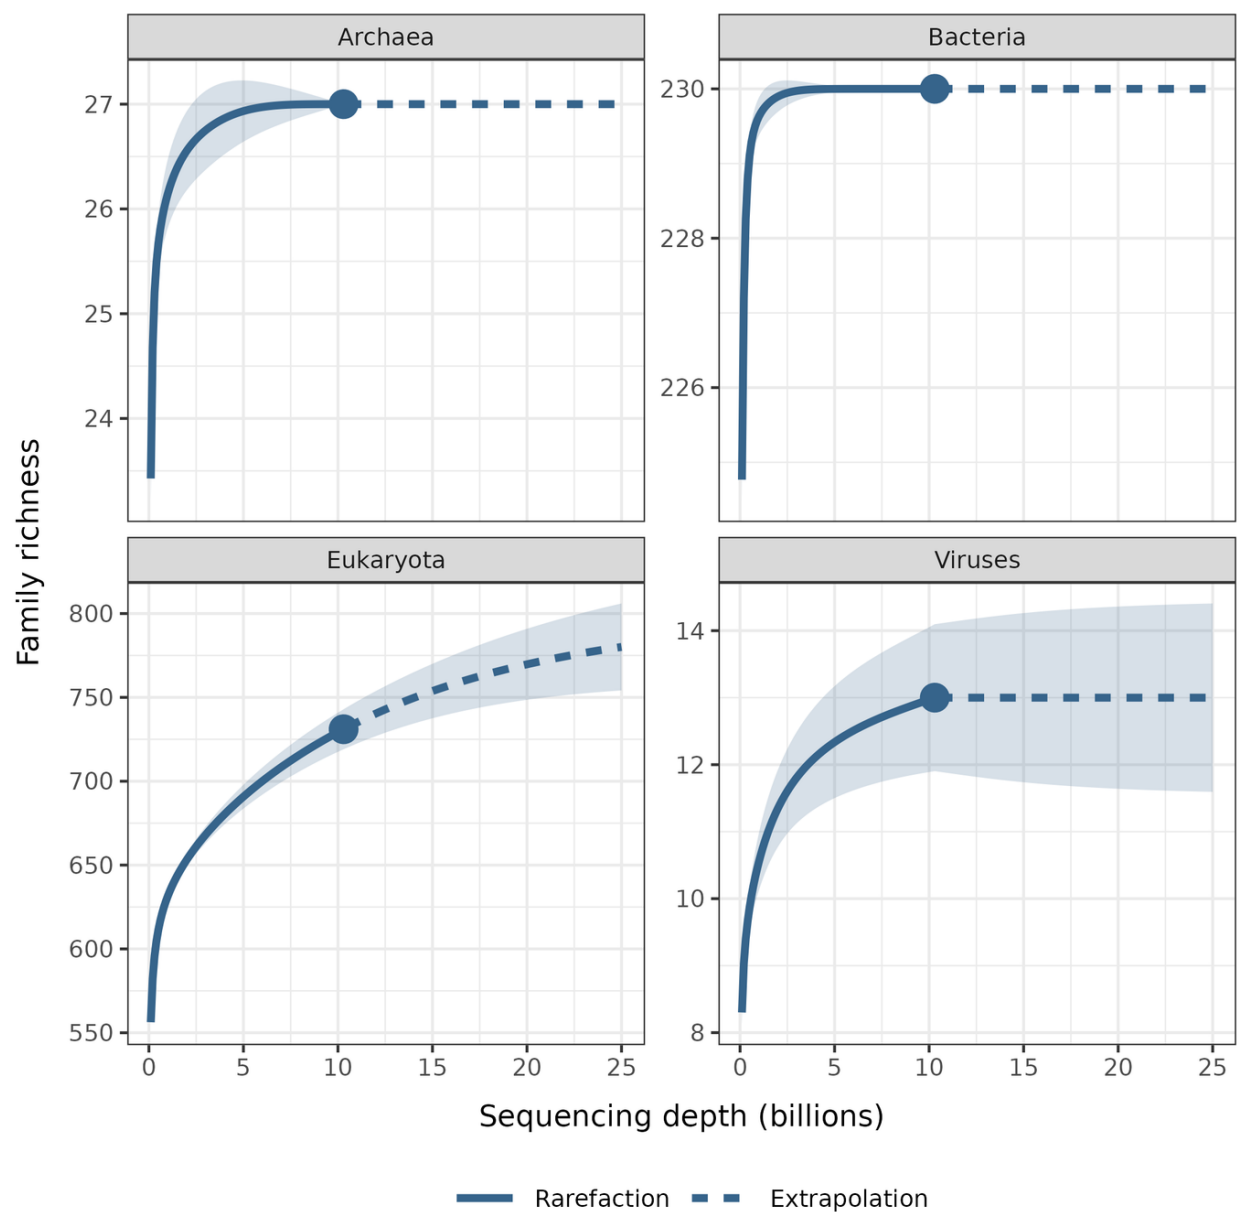 Archaea
Bacteria
27
26
25
24
230
228
226
Family richness
Eukaryota
Viruses
800
750
700
650
600
550
14
12
10
8
0 5 10 15 20 25
0 5 10 15 20 25
Sequencing depth (billions)
Rarefaction Extrapolation